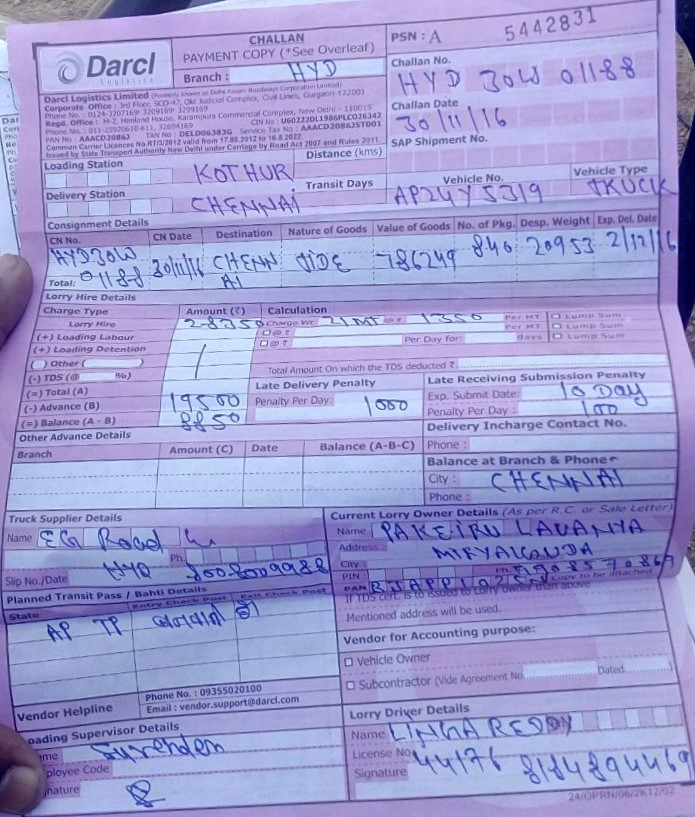 Darcl
Logistics
CHALLAN
PAYMENT COPY (*See Overleaf)
Branch : HYD
PSN : A 5442831
Challan No.
HYD 30W 01188
Challan Date
30/11/16
SAP Shipment No.
Darcl Logistics Limited (Formerly known as Delhi Assam Roadways Corporation Limited)
Corporate Office : 3rd Floor, SCO-47, Old Judicial Complex, Civil Lines, Gurgaon-122001
Phone No. : 0124-3207169- 3209169- 3299169
Regd. Office : M-2, Himland House, Karampura Commercial Complex, New Delhi - 110015
Phone No. : 011-25920610-611, 32694169 CIN No : U60222DL1986PLC026342
PAN No : AAACD2086J TAN No : DELD06383G Service Tax No : AAACD2086JST001
Common Carrier Licences No.RT/3/2012 valid from 17.08.2012 to 16.8.2022.
Issued by State Transport Authority New Delhi under Carriage by Road Act 2007 and Rules 2011.
Loading Station KOTHUR Distance (kms)
Delivery Station CHENNAI Transit Days
Vehicle No. Vehicle Type
AP24Y5319 TRUCK
Consignment Details
CN No. CN Date Destination Nature of Goods Value of Goods No. of Pkg. Desp. Weight Exp. Del. Date
HYD30W 01188 30/11/16 CHENNAI 786249 840 20953 2/12/16
Total:
Lorry Hire Details
Charge Type Amount (₹) Calculation
Lorry Hire 28350 Charge Wt. 21MT @ ₹ 1350 Per MT Lump Sum
(+) Loading Labour @ ₹ Per MT Lump Sum
(+) Loading Detention @ ₹ Per Day for: days Lump Sum
Other ( )
(-) TDS (@ %) Total Amount On which the TDS deducted ₹
(=) Total (A)
(-) Advance (B) 19500
(=) Balance (A - B) 8850
Late Delivery Penalty
Penalty Per Day: 1000
Late Receiving Submission Penalty
Exp. Submit Date: 10 Day
Penalty Per Day : 100
Delivery Incharge Contact No.
Phone :
Other Advance Details
Branch Amount (C) Date Balance (A-B-C)
Balance at Branch & Phone
City : CHENNAI
Phone :
Truck Supplier Details
Name EG Road
HYD Ph.
Slip No./Date
Current Lorry Owner Details (As per R.C. or Sale Letter)
Name LAVANYA
Address : MIRYALGUDA
City
PIN Ph.
PAN Copy to be attached
If TDS cert. is to issued to Lorry owner than above
Mentioned address will be used.
Planned Transit Pass / Bahti Details
State Entry Check Post Exit Check Post
AP TP
Vendor for Accounting purpose:
Vehicle Owner
Subcontractor (Vide Agreement No. Dated )
Vendor Helpline
Phone No. : 09355020100
Email : vendor.support@darcl.com
Loading Supervisor Details
Name Surender
Employee Code
Signature
Lorry Driver Details
Name LINGA REDDY
License No. 44176 8184894469
Signature
24/OPRN/06/2K12/02